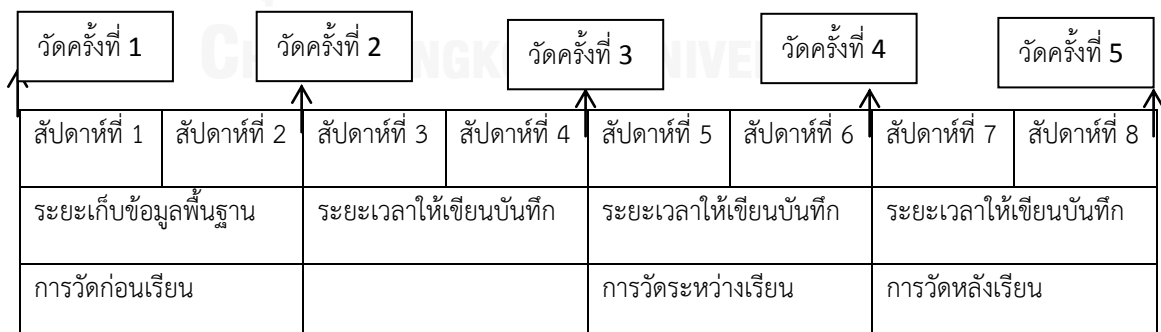 วัดครั้งที่ 1 วัดครั้งที่ 2 วัดครั้งที่ 3 วัดครั้งที่ 4 วัดครั้งที่ 5
สัปดาห์ที่ 1 สัปดาห์ที่ 2 สัปดาห์ที่ 3 สัปดาห์ที่ 4 สัปดาห์ที่ 5 สัปดาห์ที่ 6 สัปดาห์ที่ 7 สัปดาห์ที่ 8
ระยะเก็บข้อมูลพื้นฐาน ระยะเวลาให้เขียนบันทึก ระยะเวลาให้เขียนบันทึก ระยะเวลาให้เขียนบันทึก
การวัดก่อนเรียน การวัดระหว่างเรียน การวัดหลังเรียน